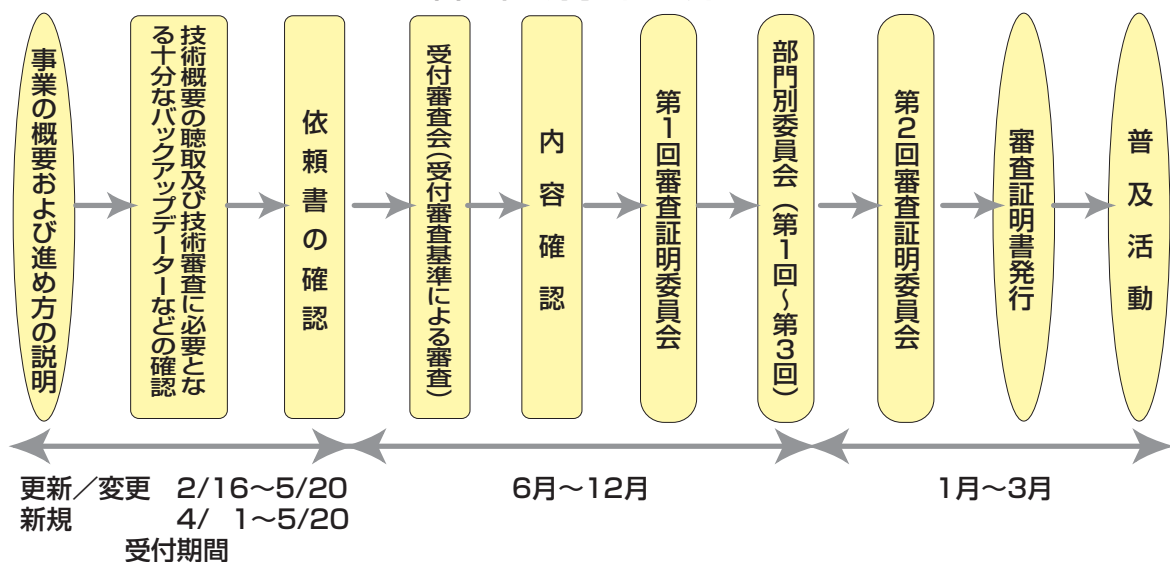 事業の概要および進め方の説明
技術概要の聴取及び技術審査に必要とな
る十分なバックアップデーターなどの確認
依頼書の確認
受付審査会(受付審査基準による審査)
内容確認
第1回審査証明委員会
部門別委員会(第1回〜第3回)
第2回審査証明委員会
審査証明書発行
普及活動
更新/変更 2/16〜5/20
新規 4/ 1〜5/20
受付期間
6月〜12月
1月〜3月